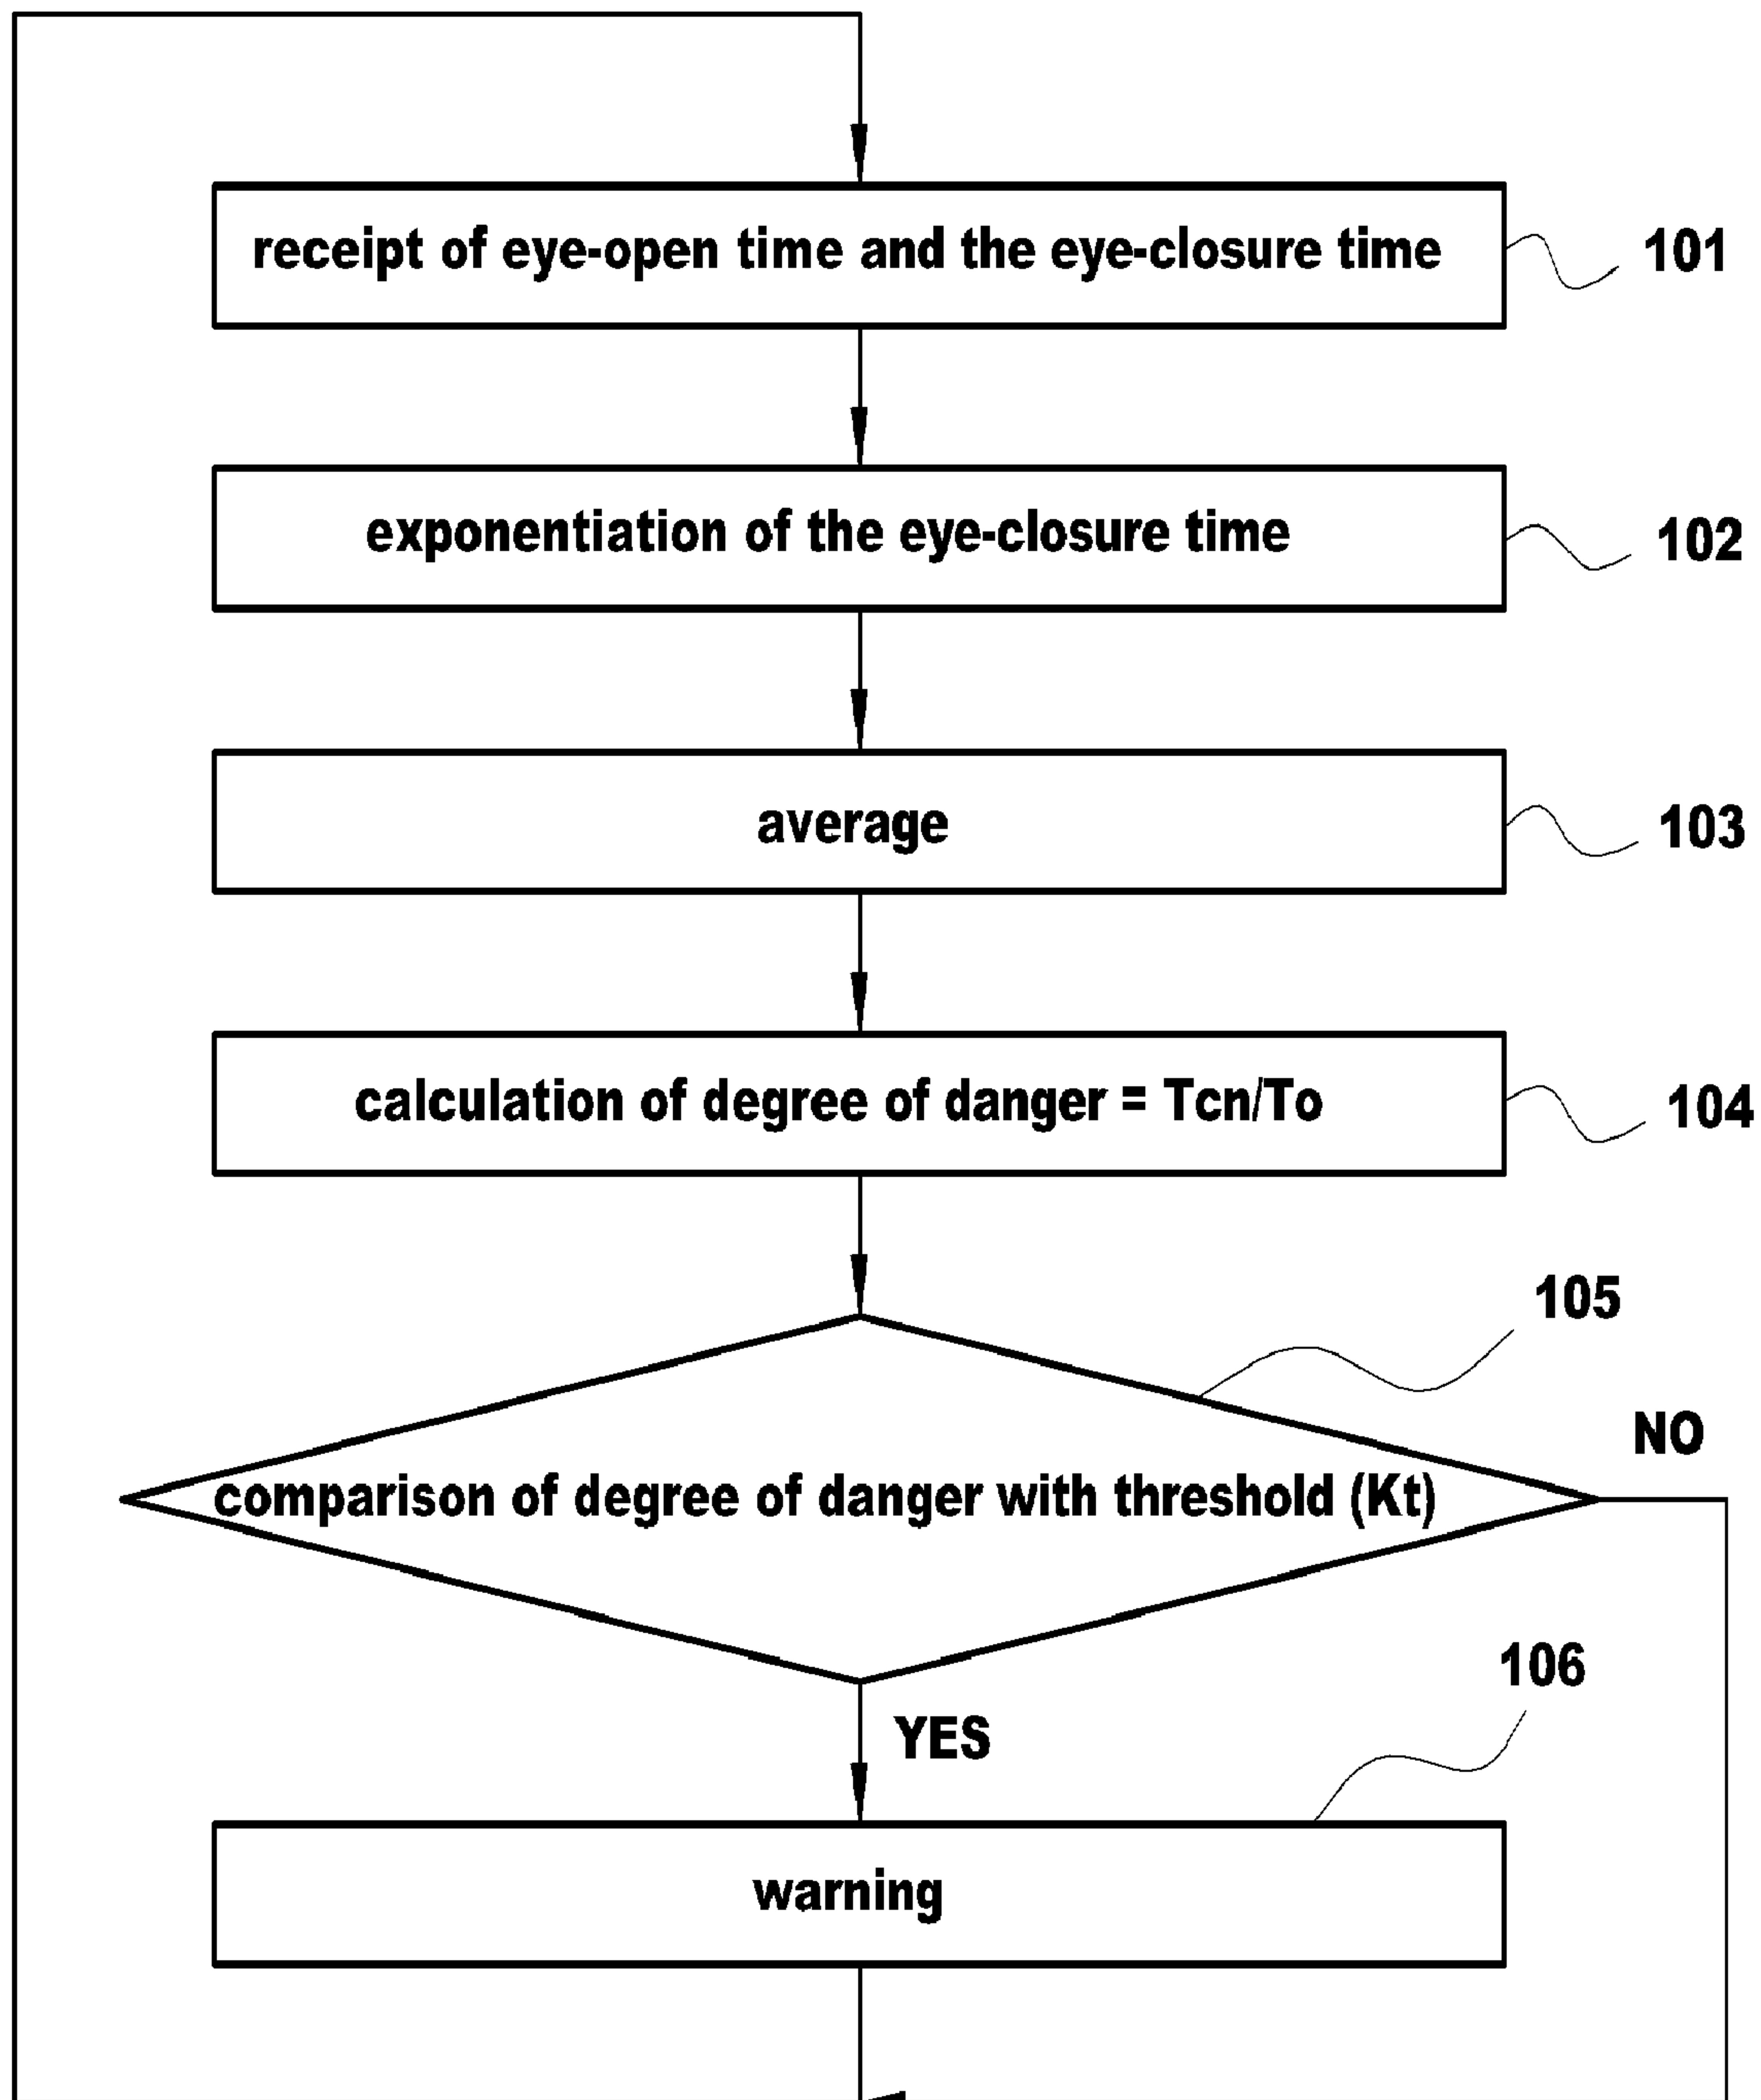 receipt of eye-open time and the eye-closure time
101
exponentiation of the eye-closure time
102
average
103
calculation of degree of danger = Tcn/To
104
105
NO
comparison of degree of danger with threshold (Kt)
106
YES
warning